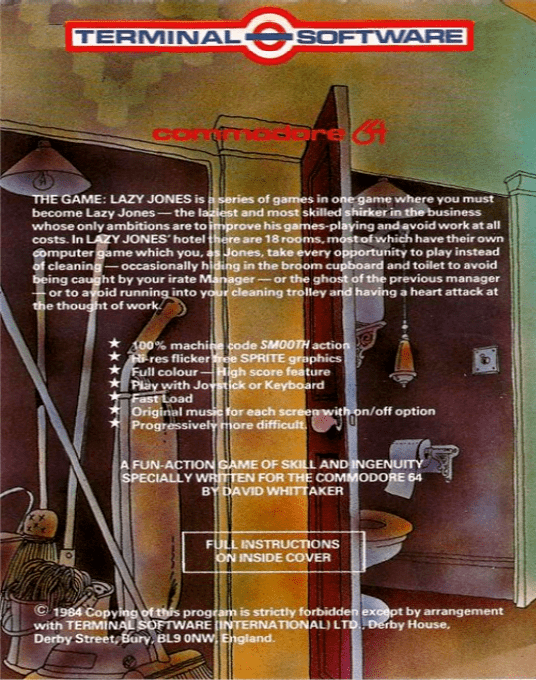 TERMINAL SOFTWARE
commodore 64
THE GAME: LAZY JONES is a series of games in one game where you must
become Lazy Jones — the laziest and most skilled shirker in the business
whose only ambitions are to improve his games-playing and avoid work at all
costs. In LAZY JONES' hotel there are 18 rooms, most of which have their own
computer game which you, as Jones, take every opportunity to play instead
of cleaning — occasionally hiding in the broom cupboard and toilet to avoid
being caught by your irate Manager — or the ghost of the previous manager
— or to avoid running into your cleaning trolley and having a heart attack at
the thought of work.
★ 100% machine code SMOOTH action
★ Hi-res flicker free SPRITE graphics
★ Full colour — High score feature
★ Play with Joystick or Keyboard
★ Fast Load
★ Original music for each screen with on/off option
★ Progressively more difficult.
A FUN-ACTION GAME OF SKILL AND INGENUITY
SPECIALLY WRITTEN FOR THE COMMODORE 64
BY DAVID WHITTAKER
FULL INSTRUCTIONS
ON INSIDE COVER
© 1984 Copying of this program is strictly forbidden except by arrangement
with TERMINAL SOFTWARE (INTERNATIONAL) LTD., Derby House,
Derby Street, Bury, BL9 0NW, England.